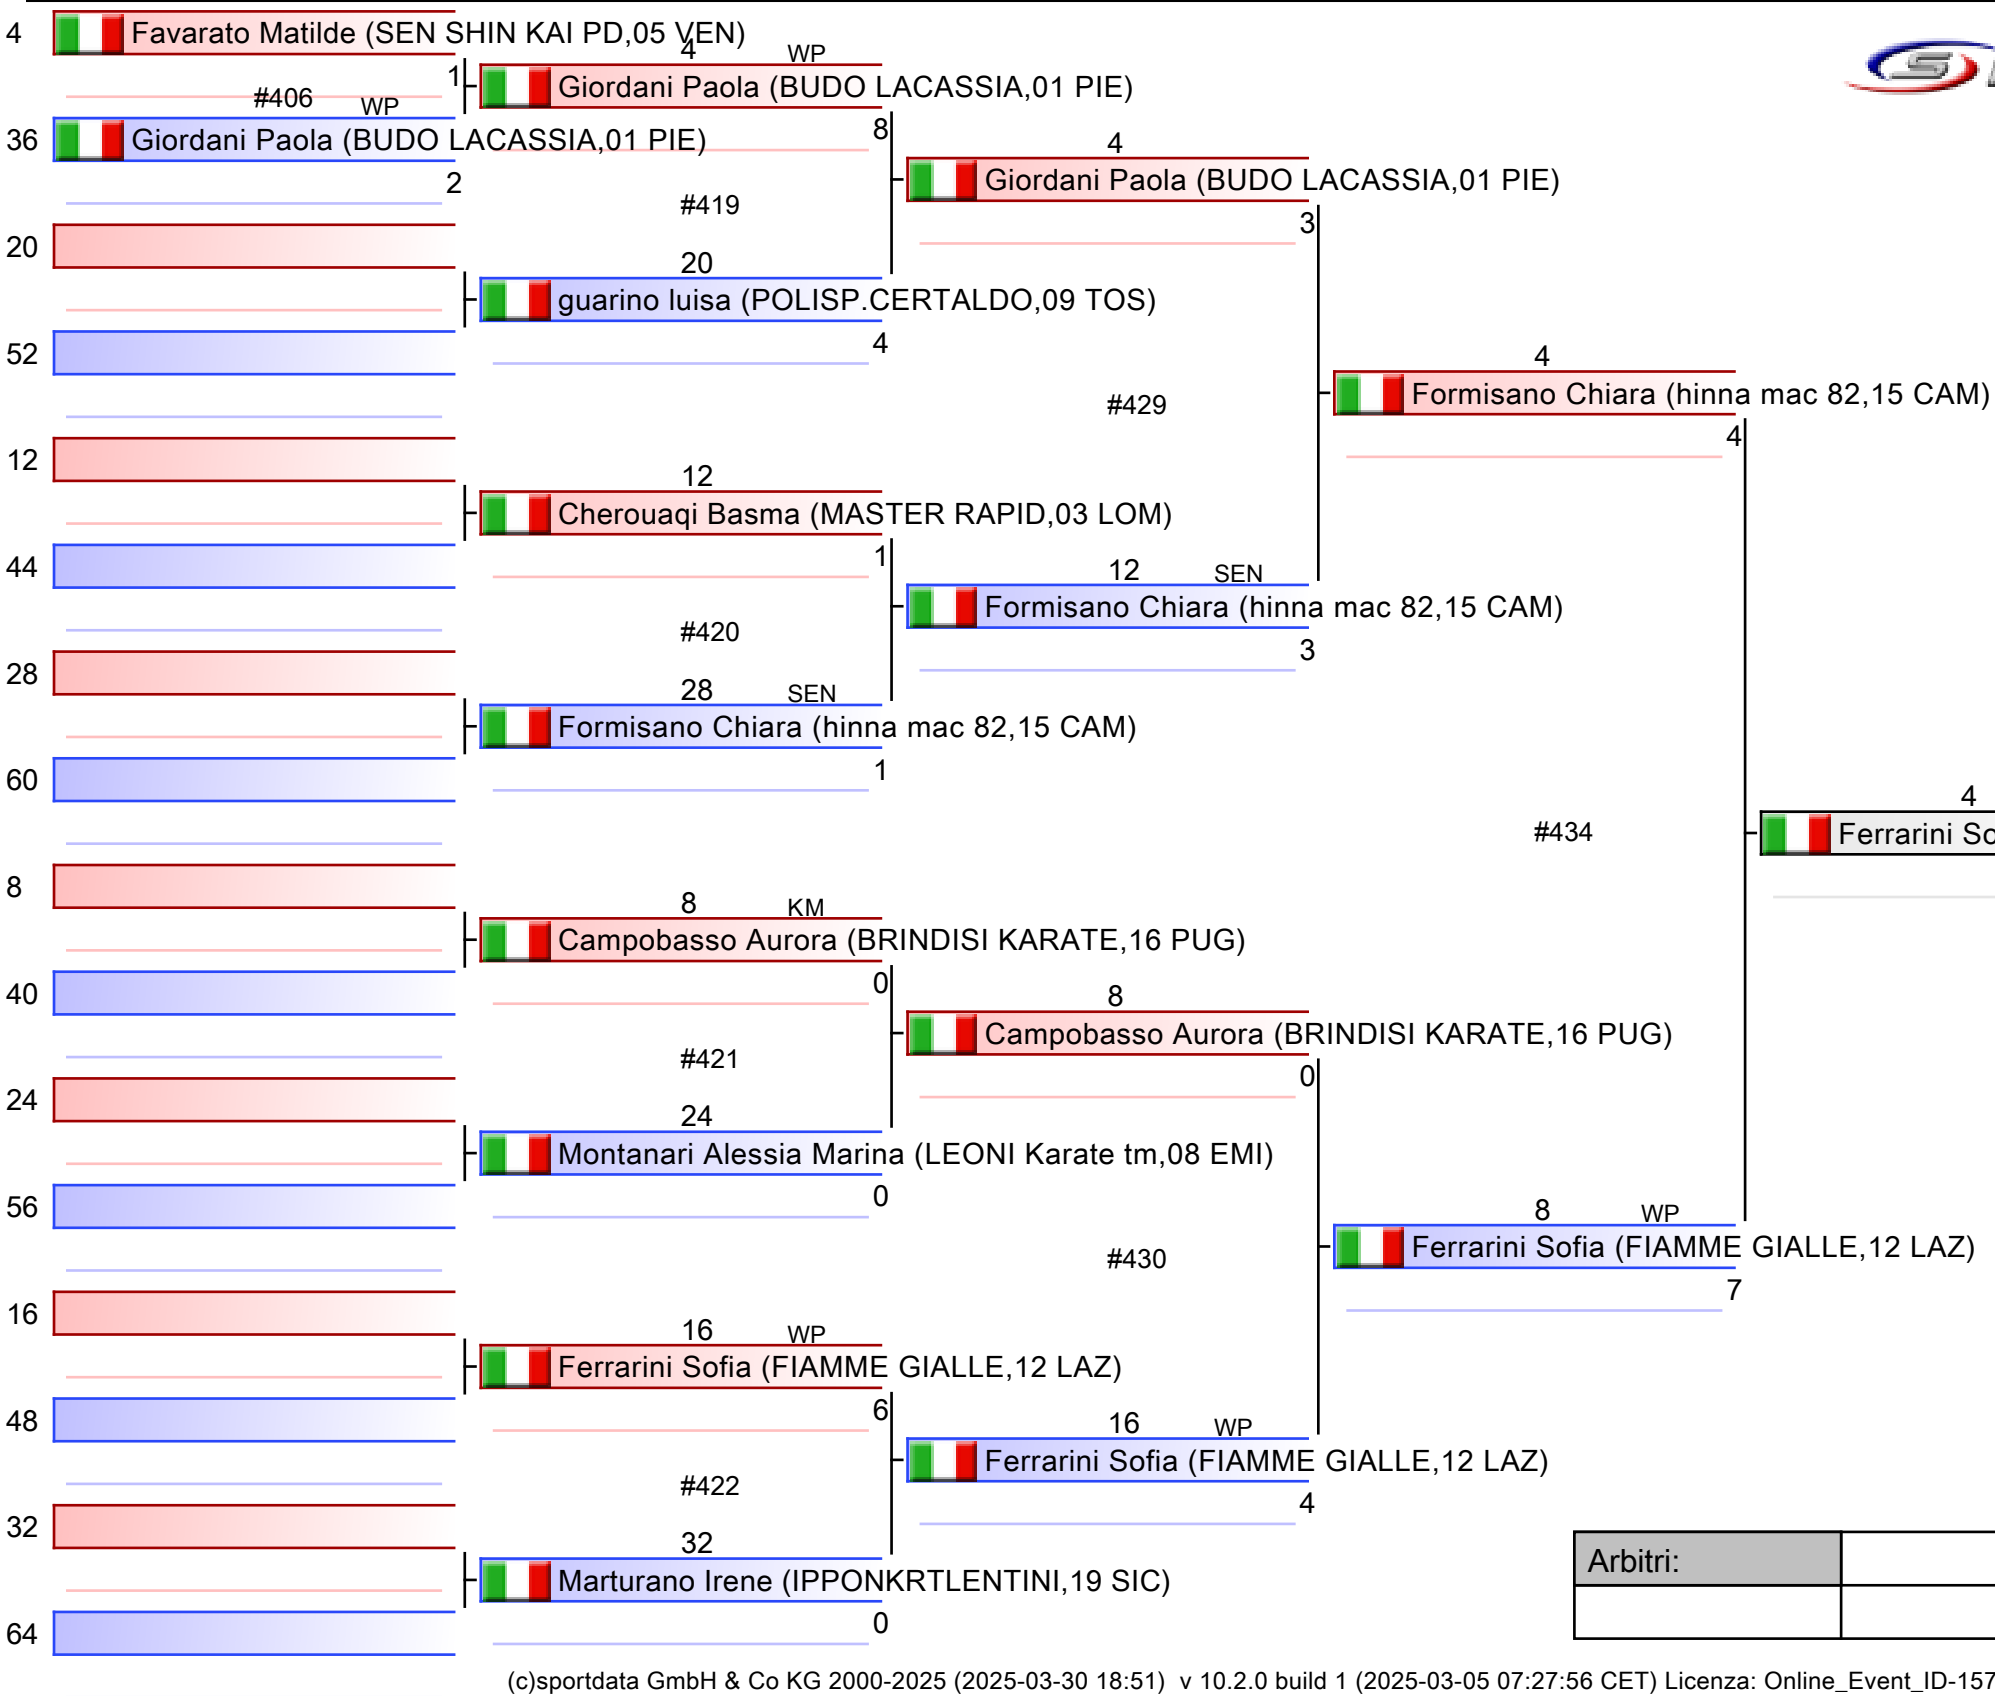 4 Favarato Matilde (SEN SHIN KAI PD,05 VEN)
1
#406 WP
36 Giordani Paola (BUDO LACASSIA,01 PIE)
2
20
52
12
44
28
60
8
40
24
56
16
48
32
64
4 WP
Giordani Paola (BUDO LACASSIA,01 PIE)
8
#419
20
guarino luisa (POLISP.CERTALDO,09 TOS)
4
12
Cherouaqi Basma (MASTER RAPID,03 LOM)
1
#420
28 SEN
Formisano Chiara (hinna mac 82,15 CAM)
1
8 KM
Campobasso Aurora (BRINDISI KARATE,16 PUG)
0
#421
24
Montanari Alessia Marina (LEONI Karate tm,08 EMI)
0
16 WP
Ferrarini Sofia (FIAMME GIALLE,12 LAZ)
6
#422
32
Marturano Irene (IPPONKRTLENTINI,19 SIC)
0
4
Giordani Paola (BUDO LACASSIA,01 PIE)
3
#429
12 SEN
Formisano Chiara (hinna mac 82,15 CAM)
3
8
Campobasso Aurora (BRINDISI KARATE,16 PUG)
0
#430
16 WP
Ferrarini Sofia (FIAMME GIALLE,12 LAZ)
4
4
Formisano Chiara (hinna mac 82,15 CAM)
4
#434
8 WP
Ferrarini Sofia (FIAMME GIALLE,12 LAZ)
7
4
Ferrarini So
Arbitri:
(c)sportdata GmbH & Co KG 2000-2025 (2025-03-30 18:51) v 10.2.0 build 1 (2025-03-05 07:27:56 CET) Licenza: Online_Event_ID-157